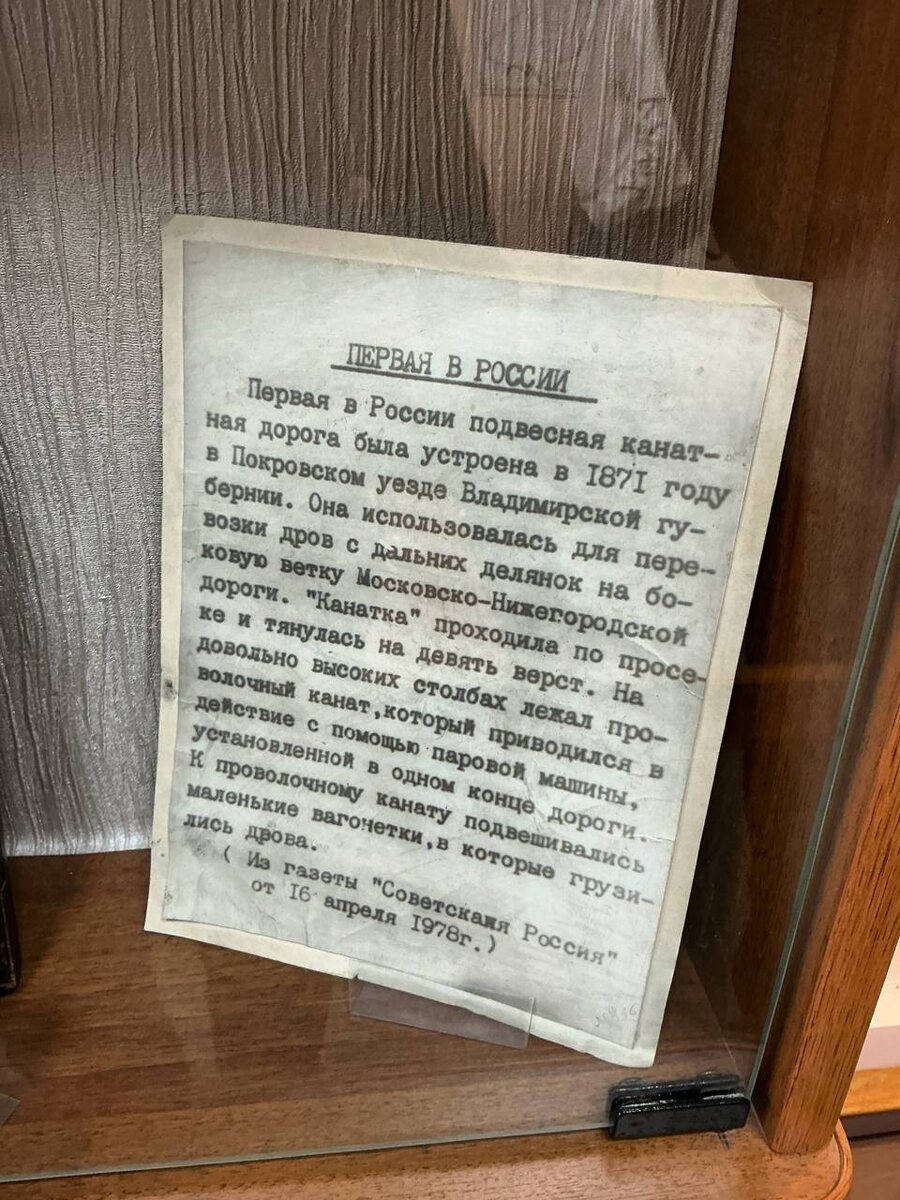 ПЕРВАЯ В РОССИИ
Первая в России подвесная канат-
ная дорога была устроена в 1871 году
в Покровском уезде Владимирской гу-
бернии. Она использовалась для пере-
возки дров с дальних делянок на бо-
ковую ветку Московско-Нижегородской
дороги. "Канатка" проходила по просе-
ке и тянулась на девять верст. На
довольно высоких столбах лежал про-
волочный канат,который приводился в
действие с помощью паровой машины,
установленной в одном конце дороги.
К проволочному канату подвешивались
маленькие вагонетки,в которые грузи-
лись дрова.
( Из газеты "Советская Россия"
от 16 апреля 1978г.)